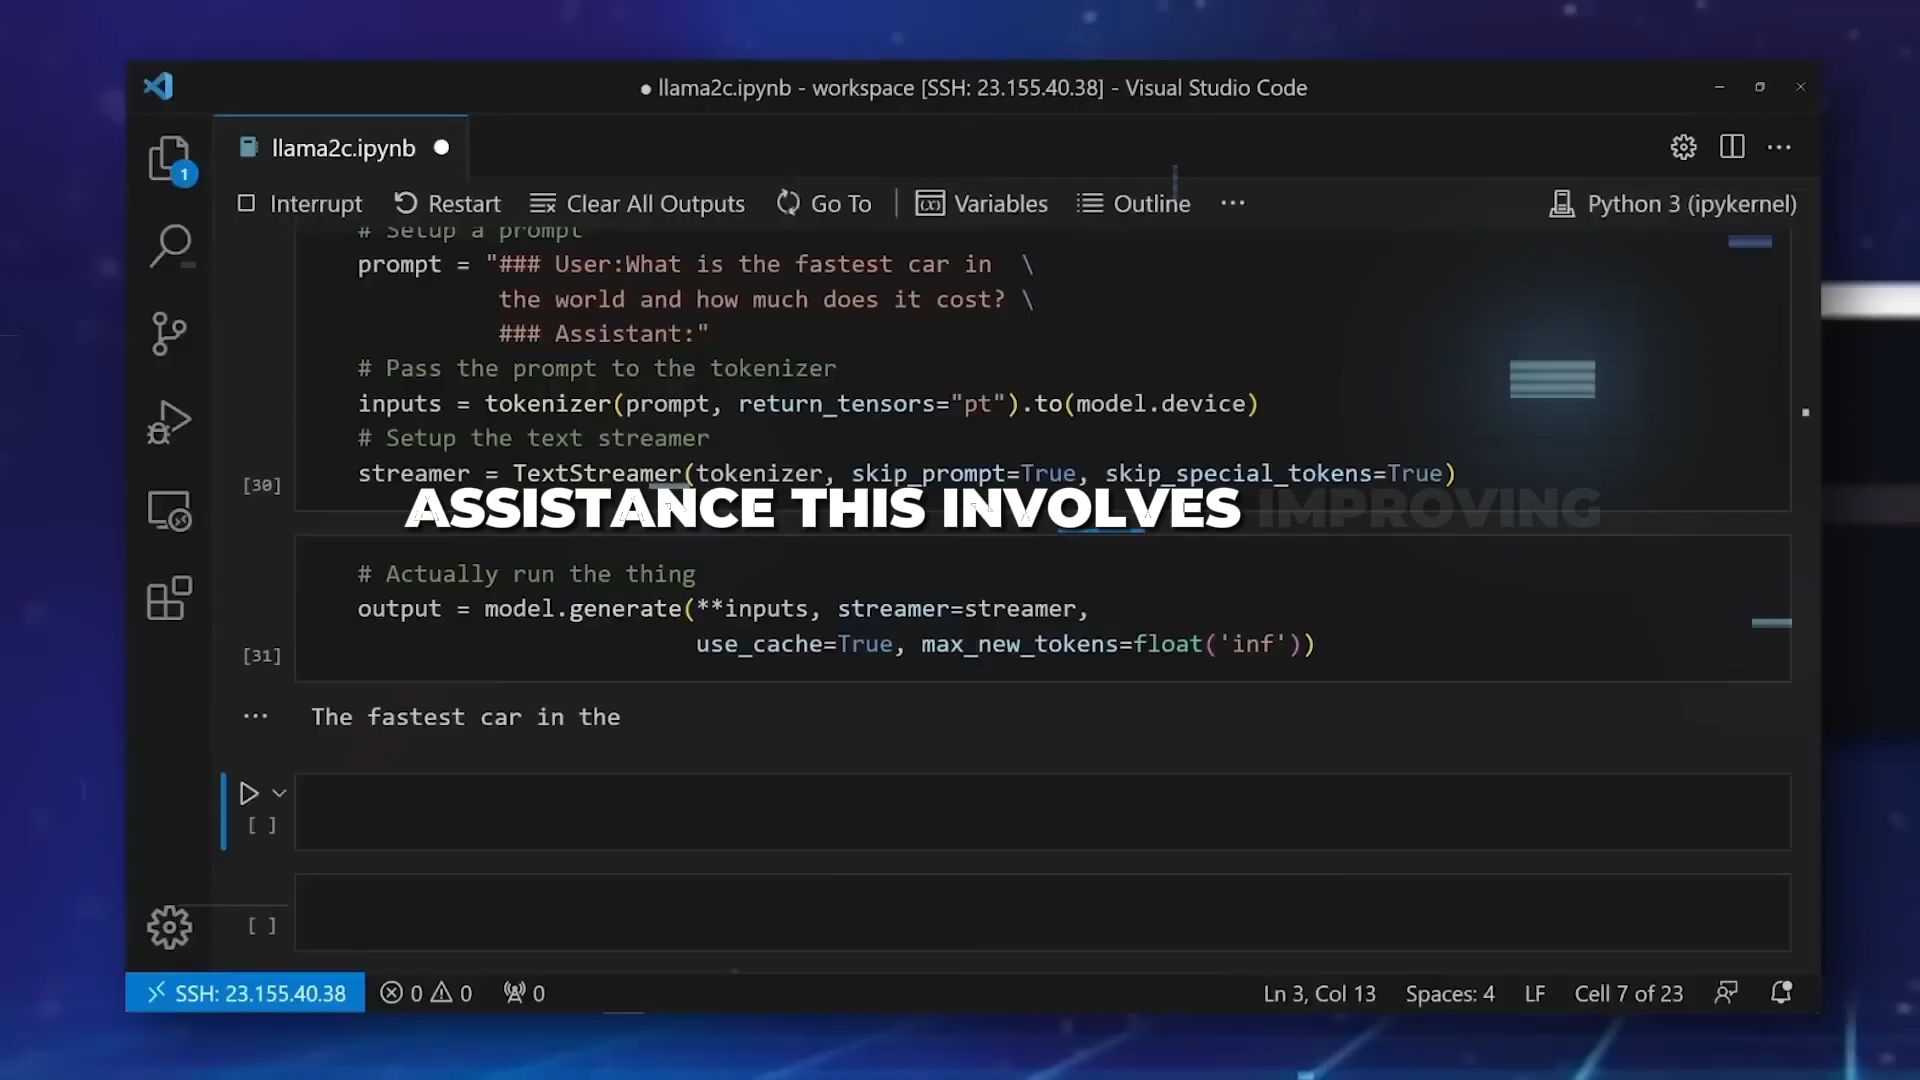 ● llama2c.ipynb - workspace [SSH: 23.155.40.38] - Visual Studio Code
llama2c.ipynb ●
1
Interrupt Restart Clear All Outputs Go To Variables Outline ··· Python 3 (ipykernel)
# Setup a prompt
prompt = "### User:What is the fastest car in \
the world and how much does it cost? \
### Assistant:"
# Pass the prompt to the tokenizer
inputs = tokenizer(prompt, return_tensors="pt").to(model.device)
# Setup the text streamer
streamer = TextStreamer(tokenizer, skip_prompt=True, skip_special_tokens=True)
[30]
ASSISTANCE THIS INVOLVES IMPROVING
# Actually run the thing
output = model.generate(**inputs, streamer=streamer,
use_cache=True, max_new_tokens=float('inf'))
[31]
··· The fastest car in the
[ ]
[ ]
SSH: 23.155.40.38 0 0 0 Ln 3, Col 13 Spaces: 4 LF Cell 7 of 23